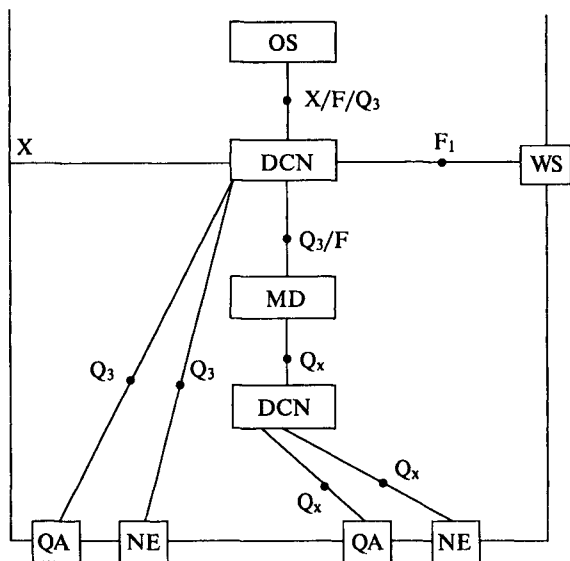 OS
X/F/Q₃
X
DCN
F₁
WS
Q₃/F
MD
Qₓ
Q₃
Q₃
DCN
Qₓ
Qₓ
QA
NE
QA
NE